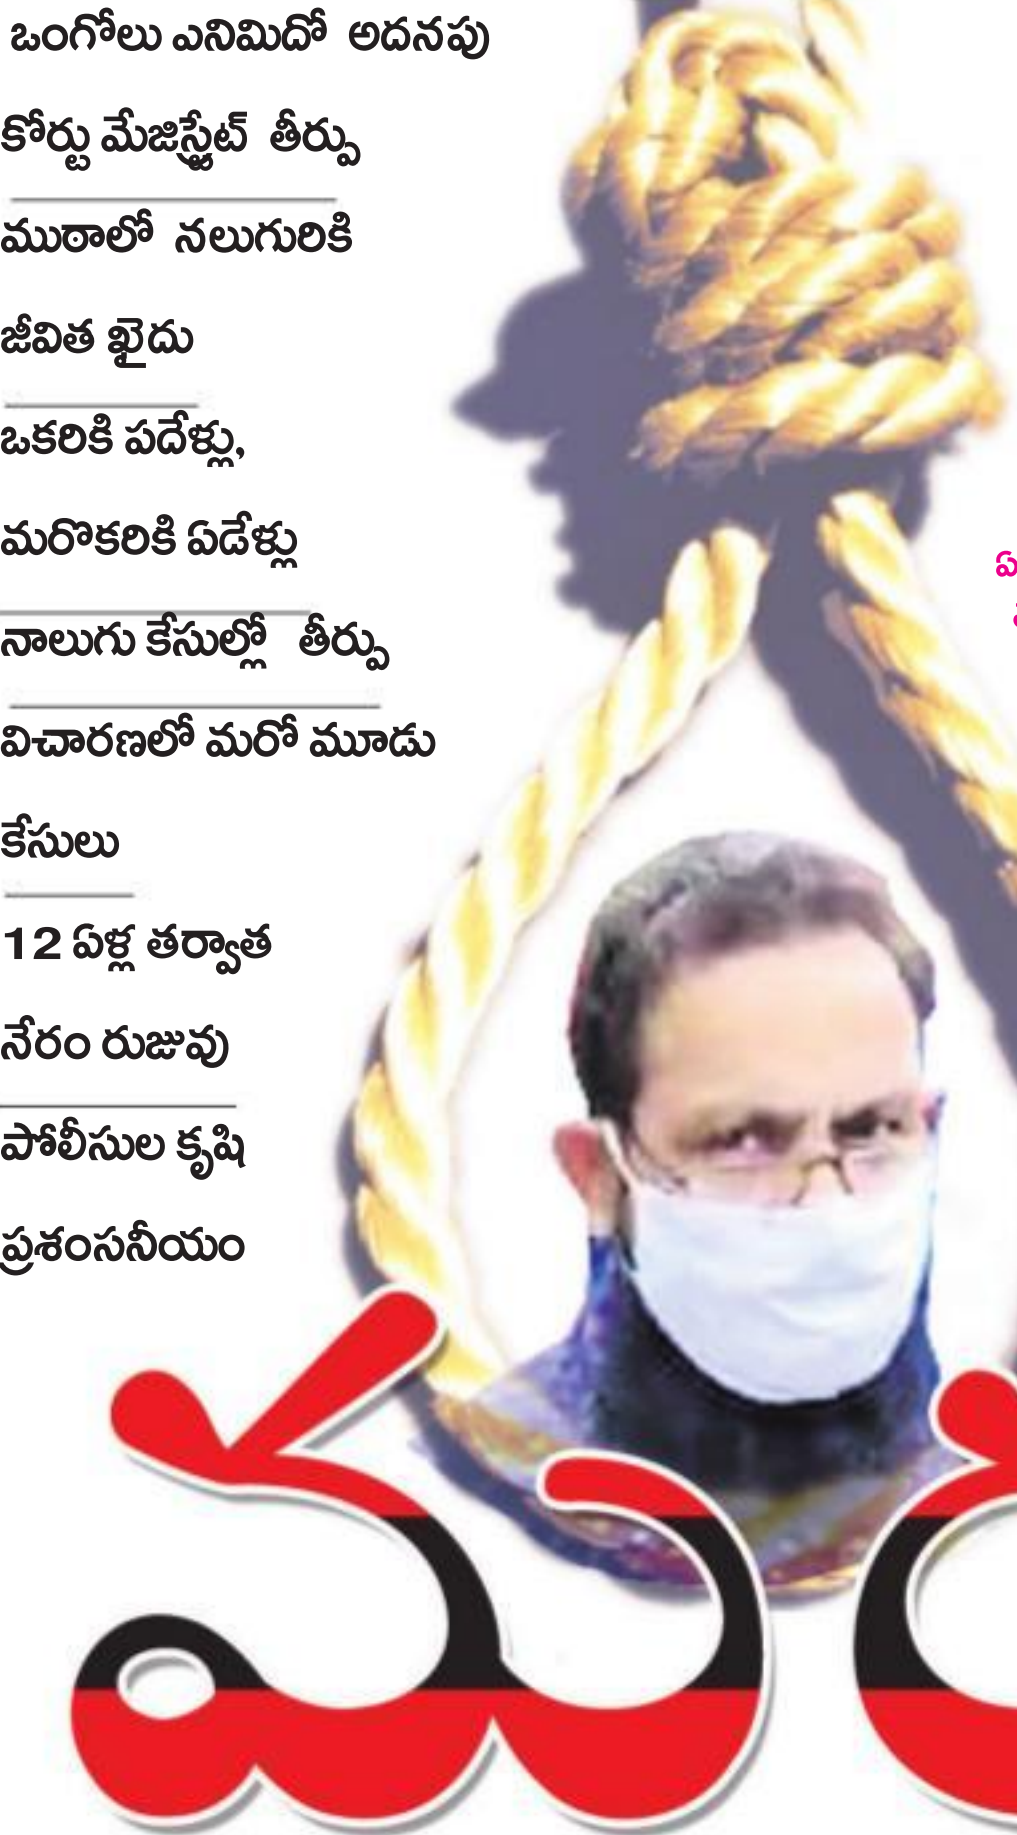 ఒంగోలు ఎనిమిదో అదనపు
కోర్టు మేజిస్ట్రేట్ తీర్పు
ముఠాలో నలుగురికి
జీవిత ఖైదు
ఒకరికి పదేళ్లు,
మరొకరికి ఏడేళ్లు
నాలుగు కేసుల్లో తీర్పు
విచారణలో మరో మూడు
కేసులు
12 ఏళ్ల తర్వాత
నేరం రుజువు
పోలీసుల కృషి
ప్రశంసనీయం